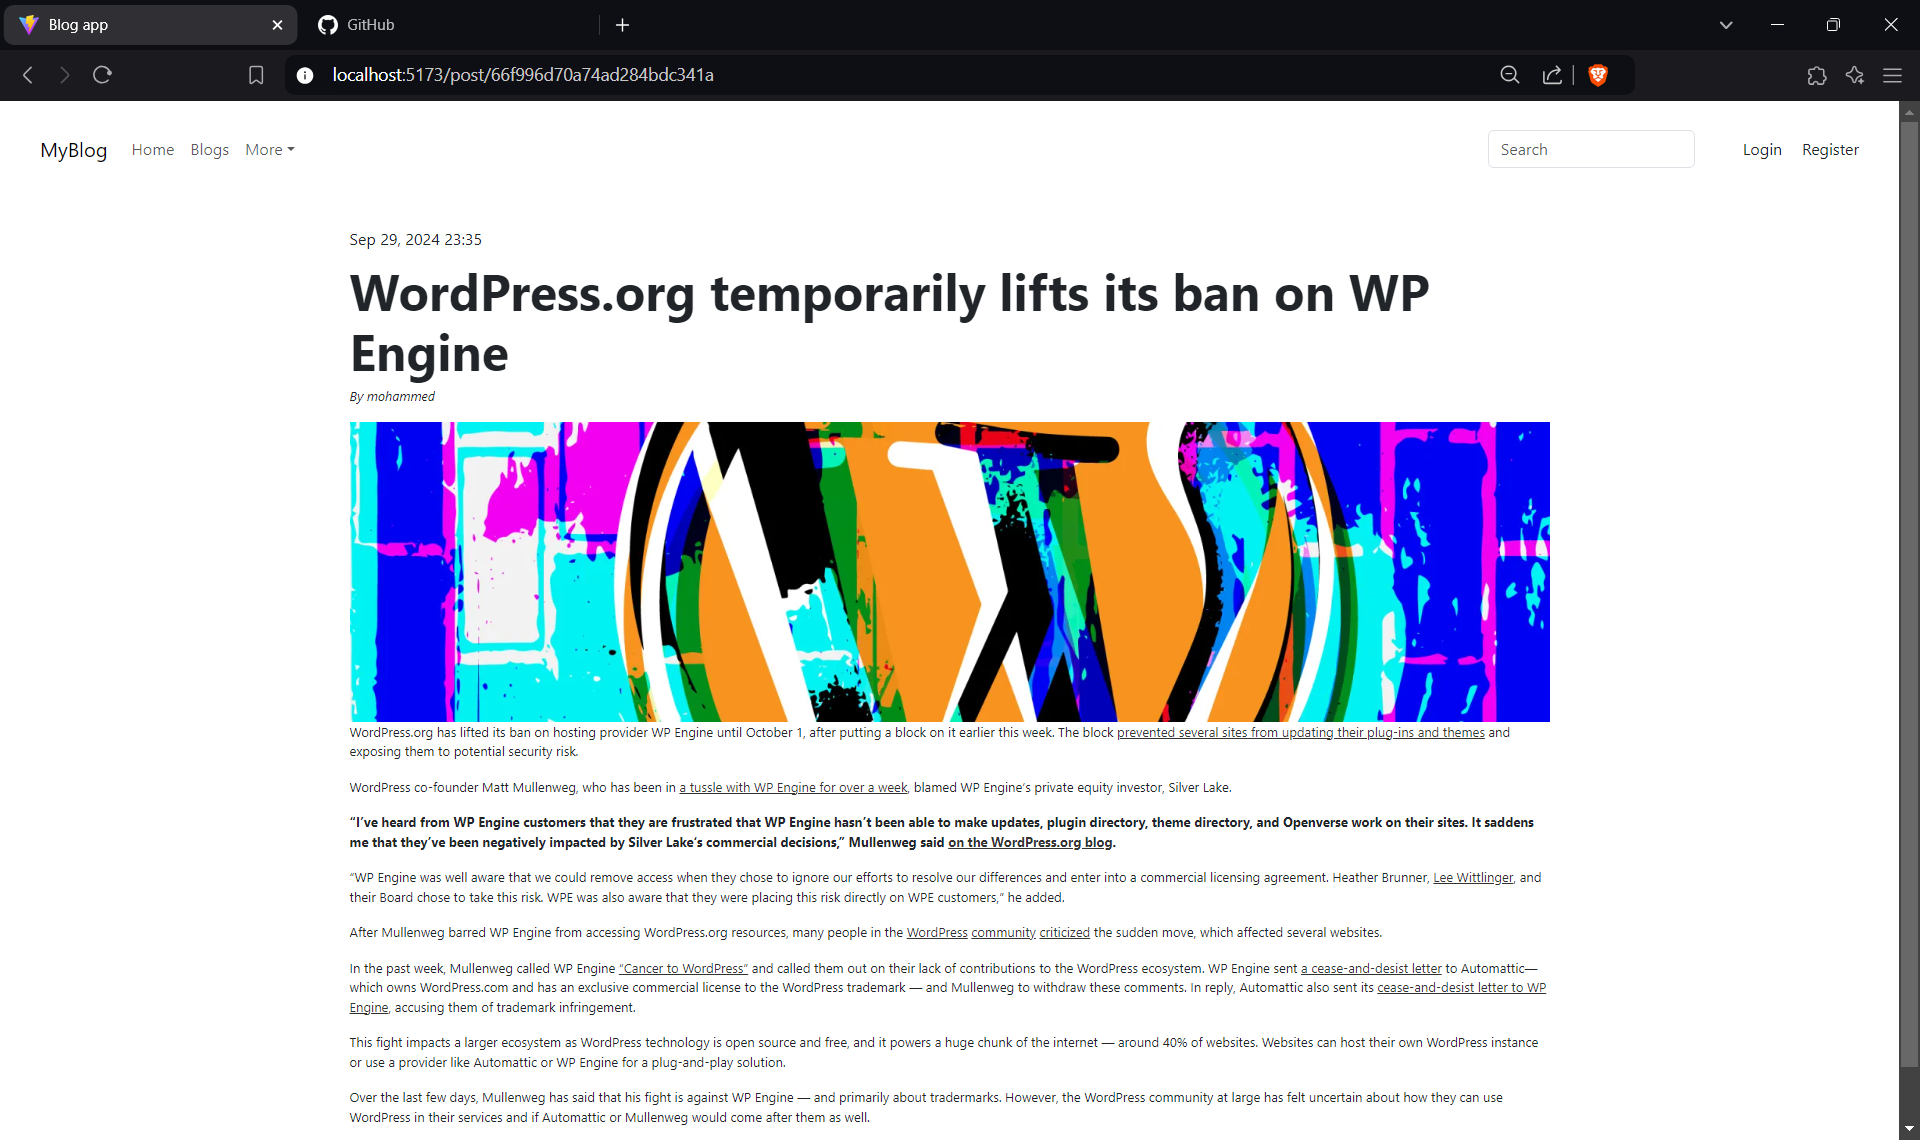 Blog app
GitHub
localhost:5173/post/66f996d70a74ad284bdc341a
MyBlog Home Blogs More Search Login Register
Sep 29, 2024 23:35
WordPress.org temporarily lifts its ban on WP
Engine
By mohammed
WordPress.org has lifted its ban on hosting provider WP Engine until October 1, after putting a block on it earlier this week. The block prevented several sites from updating their plug-ins and themes and
exposing them to potential security risk.
WordPress co-founder Matt Mullenweg, who has been in a tussle with WP Engine for over a week, blamed WP Engine’s private equity investor, Silver Lake.
“I’ve heard from WP Engine customers that they are frustrated that WP Engine hasn’t been able to make updates, plugin directory, theme directory, and Openverse work on their sites. It saddens
me that they’ve been negatively impacted by Silver Lake’s commercial decisions,” Mullenweg said on the WordPress.org blog.
“WP Engine was well aware that we could remove access when they chose to ignore our efforts to resolve our differences and enter into a commercial licensing agreement. Heather Brunner, Lee Wittlinger, and
their Board chose to take this risk. WPE was also aware that they were placing this risk directly on WPE customers,” he added.
After Mullenweg barred WP Engine from accessing WordPress.org resources, many people in the WordPress community criticized the sudden move, which affected several websites.
In the past week, Mullenweg called WP Engine “Cancer to WordPress” and called them out on their lack of contributions to the WordPress ecosystem. WP Engine sent a cease-and-desist letter to Automattic—
which owns WordPress.com and has an exclusive commercial license to the WordPress trademark — and Mullenweg to withdraw these comments. In reply, Automattic also sent its cease-and-desist letter to WP
Engine, accusing them of trademark infringement.
This fight impacts a larger ecosystem as WordPress technology is open source and free, and it powers a huge chunk of the internet — around 40% of websites. Websites can host their own WordPress instance
or use a provider like Automattic or WP Engine for a plug-and-play solution.
Over the last few days, Mullenweg has said that his fight is against WP Engine — and primarily about tradermarks. However, the WordPress community at large has felt uncertain about how they can use
WordPress in their services and if Automattic or Mullenweg would come after them as well.